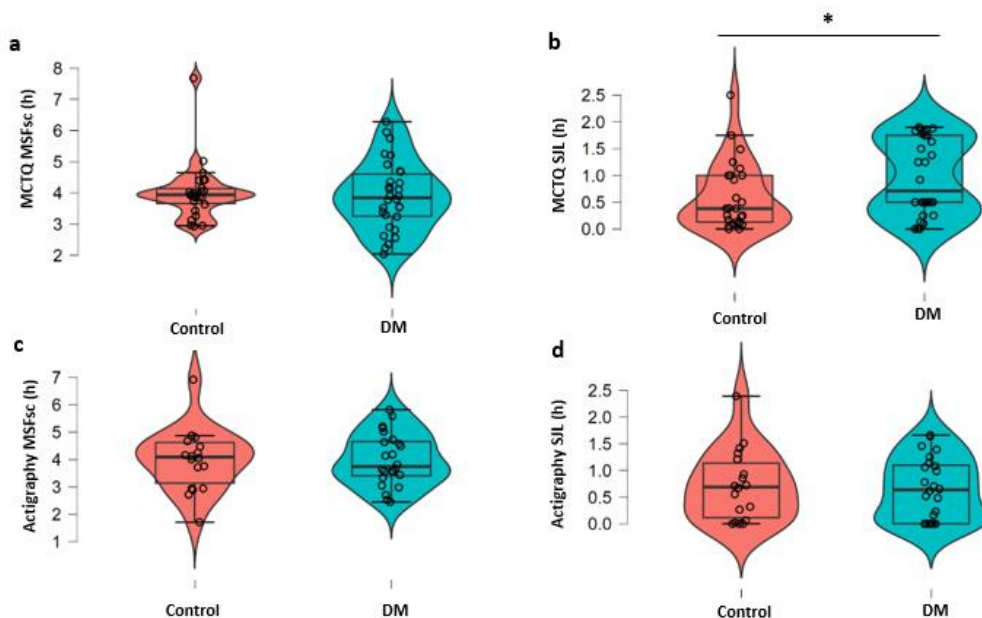 a
MCTQ MSFsc (h)
8
7
6
5
4
3
2
Control
DM
b
*
MCTQ SJL (h)
2.5
2.0
1.5
1.0
0.5
0.0
Control
DM
c
Actigraphy MSFsc (h)
7
6
5
4
3
2
1
Control
DM
d
Actigraphy SJL (h)
2.5
2.0
1.5
1.0
0.5
0.0
Control
DM